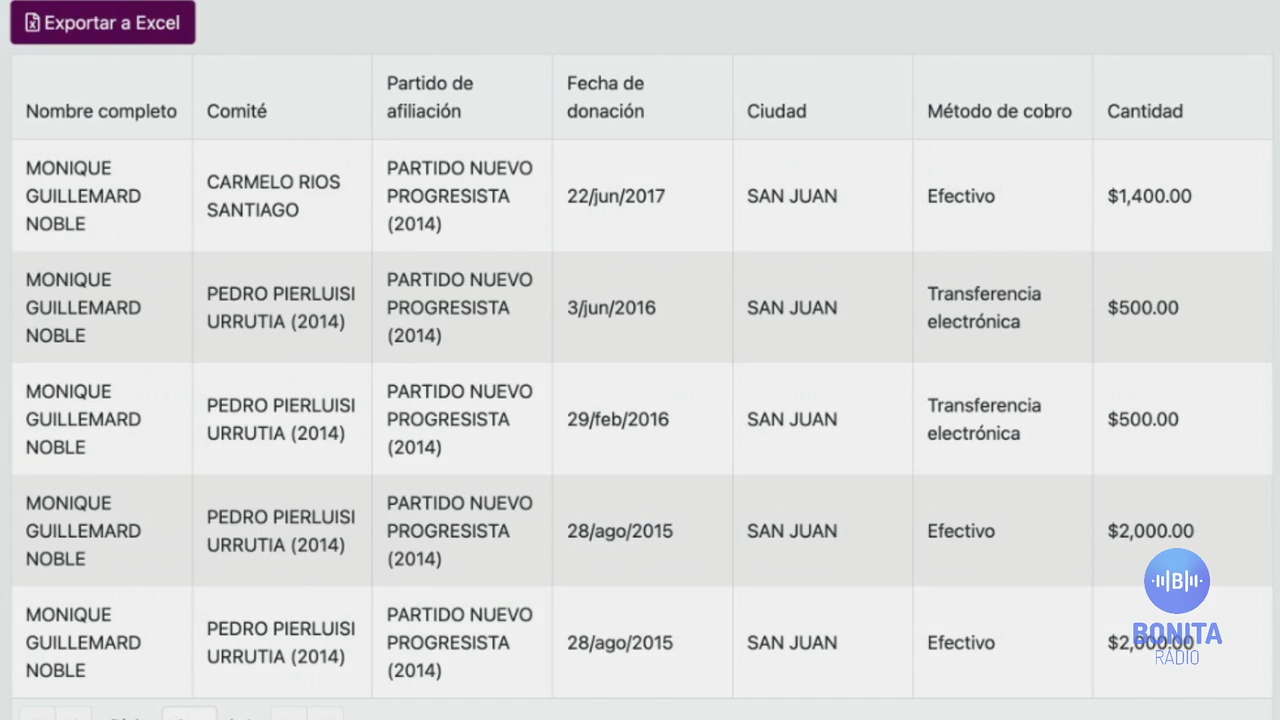 Exportar a Excel
Nombre completo
Comité
Partido de
afiliación
Fecha de
donación
Ciudad
Método de cobro
Cantidad
MONIQUE
GUILLEMARD
NOBLE
CARMELO RIOS
SANTIAGO
PARTIDO NUEVO
PROGRESISTA
(2014)
22/jun/2017
SAN JUAN
Efectivo
$1,400.00
MONIQUE
GUILLEMARD
NOBLE
PEDRO PIERLUISI
URRUTIA (2014)
PARTIDO NUEVO
PROGRESISTA
(2014)
3/jun/2016
SAN JUAN
Transferencia
electrónica
$500.00
MONIQUE
GUILLEMARD
NOBLE
PEDRO PIERLUISI
URRUTIA (2014)
PARTIDO NUEVO
PROGRESISTA
(2014)
29/feb/2016
SAN JUAN
Transferencia
electrónica
$500.00
MONIQUE
GUILLEMARD
NOBLE
PEDRO PIERLUISI
URRUTIA (2014)
PARTIDO NUEVO
PROGRESISTA
(2014)
28/ago/2015
SAN JUAN
Efectivo
$2,000.00
MONIQUE
GUILLEMARD
NOBLE
PEDRO PIERLUISI
URRUTIA (2014)
PARTIDO NUEVO
PROGRESISTA
(2014)
28/ago/2015
SAN JUAN
Efectivo
$2,000.00
B
BONITA
RADIO